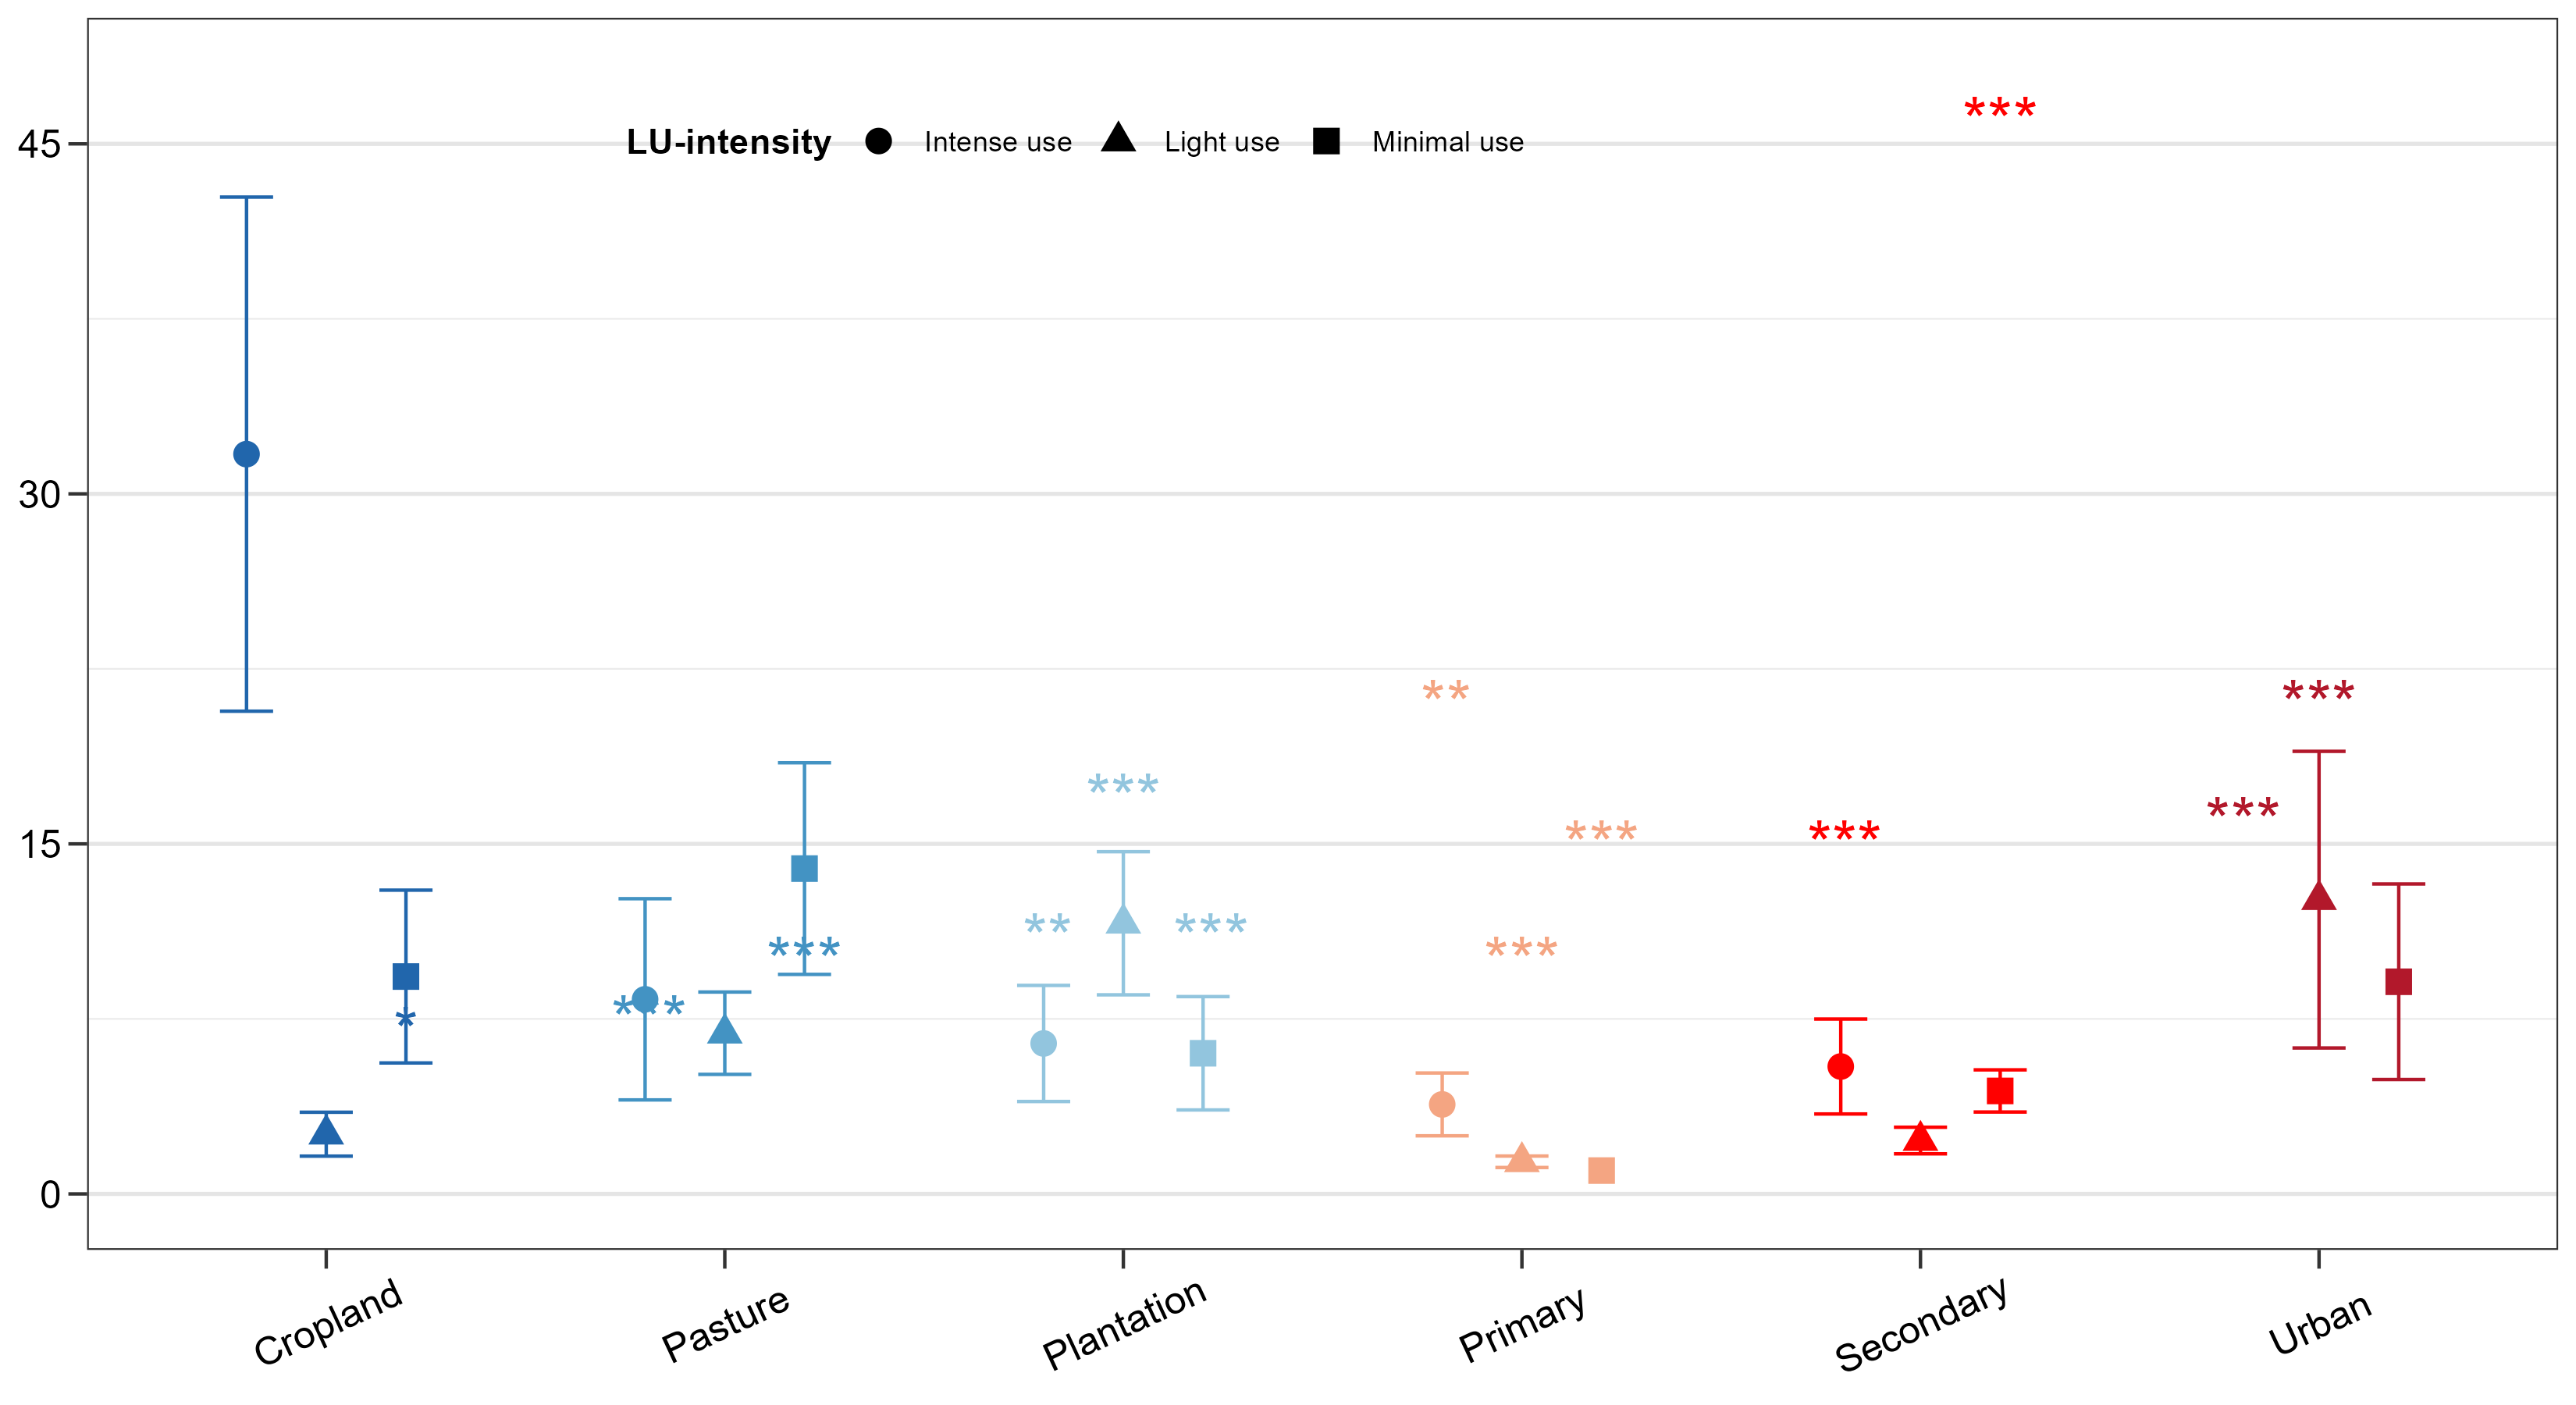 ***
45
LU-intensity Intense use Light use Minimal use
30
** ***
***
*** *** *** ***
15
** *** *** ***
***
*
0
Cropland Pasture Plantation Primary Secondary Urban